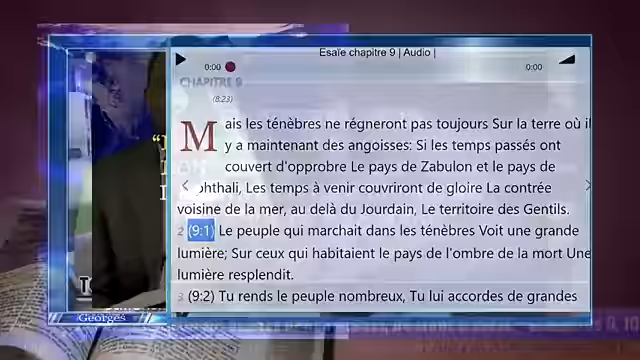 Esaïe chapitre 9 | Audio |
0:00
0:00
CHAPITRE 9
(8:23)
Mais les ténèbres ne régneront pas toujours Sur la terre où il
y a maintenant des angoisses: Si les temps passés ont
couvert d'opprobre Le pays de Zabulon et le pays de
phthali, Les temps à venir couvriront de gloire La contrée
voisine de la mer, au delà du Jourdain, Le territoire des Gentils.
2 (9:1) Le peuple qui marchait dans les ténèbres Voit une grande
lumière; Sur ceux qui habitaient le pays de l'ombre de la mort Une
lumière resplendit.
3 (9:2) Tu rends le peuple nombreux, Tu lui accordes de grandes
Georges